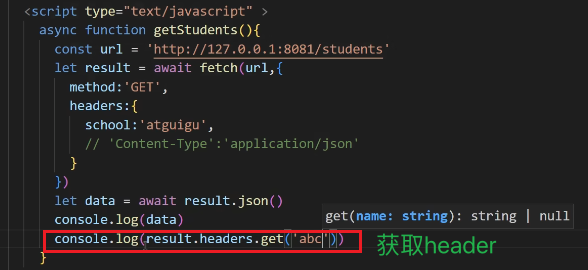 <script type="text/javascript" >
async function getStudents(){
const url = 'http://127.0.0.1:8081/students'
let result = await fetch(url,{
method:'GET',
headers:{
school:'atguigu',
// 'Content-Type':'application/json'
}
})
let data = await result.json()
console.log(data)
get(name: string): string | null
console.log(result.headers.get('abc'))
获取header
}